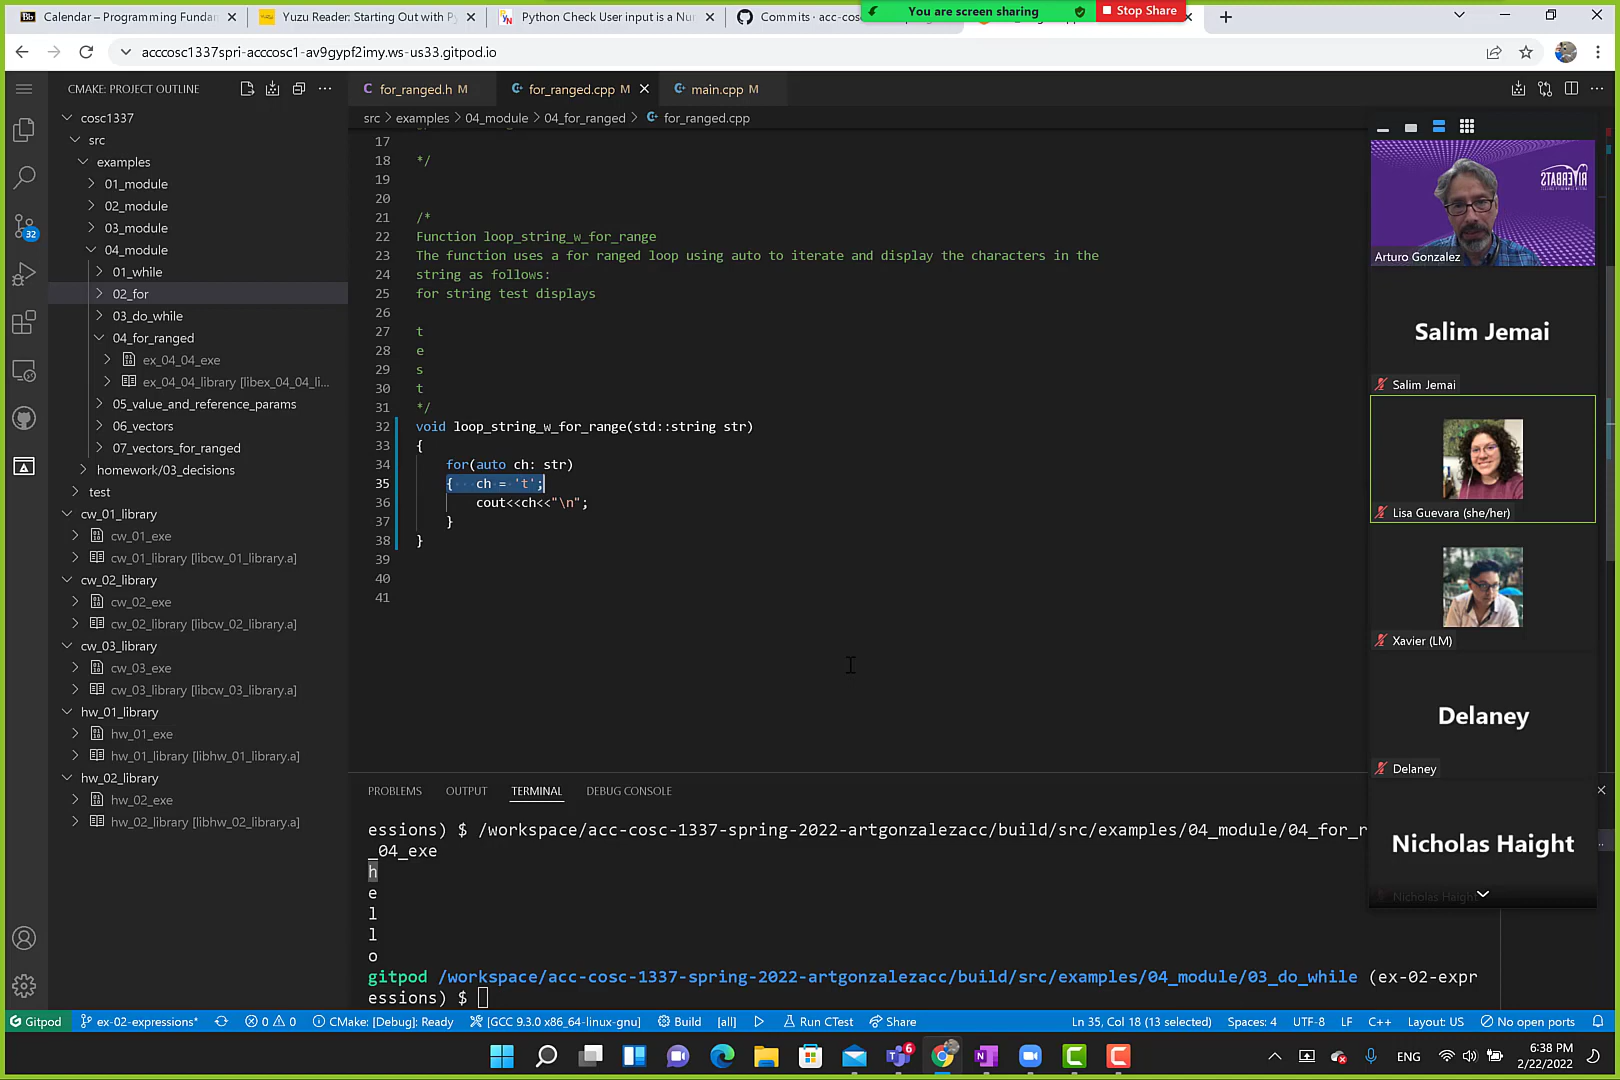 Calendar – Programming Fundar
Yuzu Reader: Starting Out with Py
Python Check User input is a Nur
Commits · acc-cos
You are screen sharing
Stop Share
acccosc1337spri-acccosc1-av9gypf2imy.ws-us33.gitpod.io
CMAKE: PROJECT OUTLINE
for_ranged.h M
for_ranged.cpp M
main.cpp M
src > examples > 04_module > 04_for_ranged > for_ranged.cpp
cosc1337
src
examples
01_module
02_module
03_module
04_module
01_while
02_for
03_do_while
04_for_ranged
ex_04_04_exe
ex_04_04_library [libex_04_04_li...
05_value_and_reference_params
06_vectors
07_vectors_for_ranged
homework/03_decisions
test
cw_01_library
cw_01_exe
cw_01_library [libcw_01_library.a]
cw_02_library
cw_02_exe
cw_02_library [libcw_02_library.a]
cw_03_library
cw_03_exe
cw_03_library [libcw_03_library.a]
hw_01_library
hw_01_exe
hw_01_library [libhw_01_library.a]
hw_02_library
hw_02_exe
hw_02_library [libhw_02_library.a]
32
17
18 */
19
20
21 /*
22 Function loop_string_w_for_range
23 The function uses a for ranged loop using auto to iterate and display the characters in the
24 string as follows:
25 for string test displays
26
27 t
28 e
29 s
30 t
31 */
32 void loop_string_w_for_range(std::string str)
33 {
34 for(auto ch: str)
35 {···ch = 't';
36 cout<<ch<<"\n";
37 }
38 }
39
40
41
RIVERBATS
Arturo Gonzalez
Salim Jemai
Salim Jemai
Lisa Guevara (she/her)
Xavier (LM)
Delaney
Delaney
Nicholas Haight
Nicholas Haight
PROBLEMS OUTPUT TERMINAL DEBUG CONSOLE
essions) $ /workspace/acc-cosc-1337-spring-2022-artgonzalezacc/build/src/examples/04_module/04_for_r
_04_exe
h
e
l
l
o
gitpod /workspace/acc-cosc-1337-spring-2022-artgonzalezacc/build/src/examples/04_module/03_do_while (ex-02-expr
essions) $
Gitpod ex-02-expressions* 0 0 CMake: [Debug]: Ready [GCC 9.3.0 x86_64-linux-gnu] Build [all] Run CTest Share Ln 35, Col 18 (13 selected) Spaces: 4 UTF-8 LF C++ Layout: US No open ports
6
ENG
6:38 PM
2/22/2022